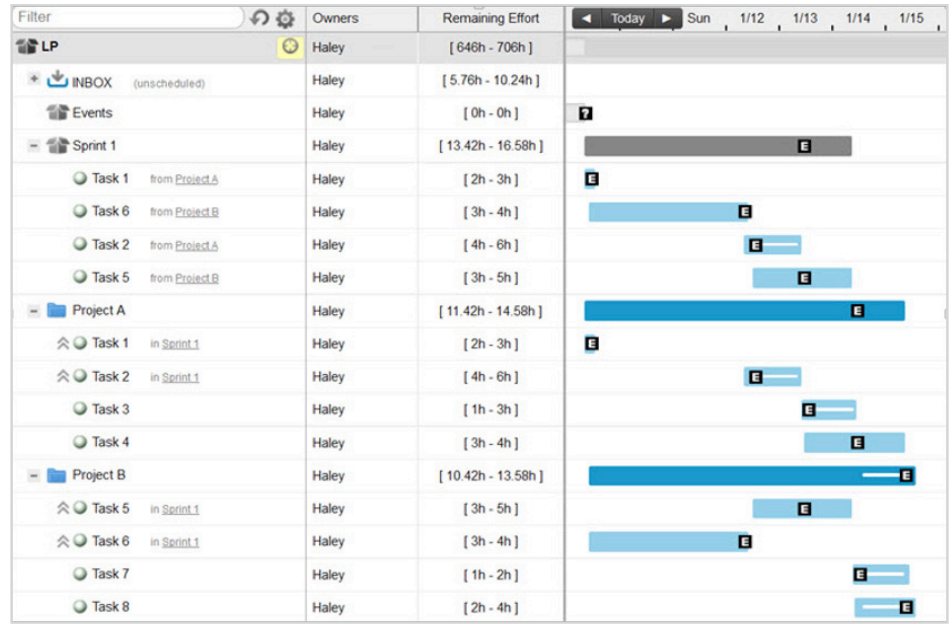 Filter Owners Remaining Effort ◄ Today ► Sun 1/12 1/13 1/14 1/15
LP Haley [ 646h - 706h ]
INBOX (unscheduled) Haley [ 5.76h - 10.24h ]
Events Haley [ 0h - 0h ] ?
Sprint 1 Haley [ 13.42h - 16.58h ] E
Task 1 from Project A Haley [ 2h - 3h ] E
Task 6 from Project B Haley [ 3h - 4h ] E
Task 2 from Project A Haley [ 4h - 6h ] E
Task 5 from Project B Haley [ 3h - 5h ] E
Project A Haley [ 11.42h - 14.58h ] E
Task 1 in Sprint 1 Haley [ 2h - 3h ] E
Task 2 in Sprint 1 Haley [ 4h - 6h ] E
Task 3 Haley [ 1h - 3h ] E
Task 4 Haley [ 3h - 4h ] E
Project B Haley [ 10.42h - 13.58h ] E
Task 5 in Sprint 1 Haley [ 3h - 5h ] E
Task 6 in Sprint 1 Haley [ 3h - 4h ] E
Task 7 Haley [ 1h - 2h ] E
Task 8 Haley [ 2h - 4h ] E